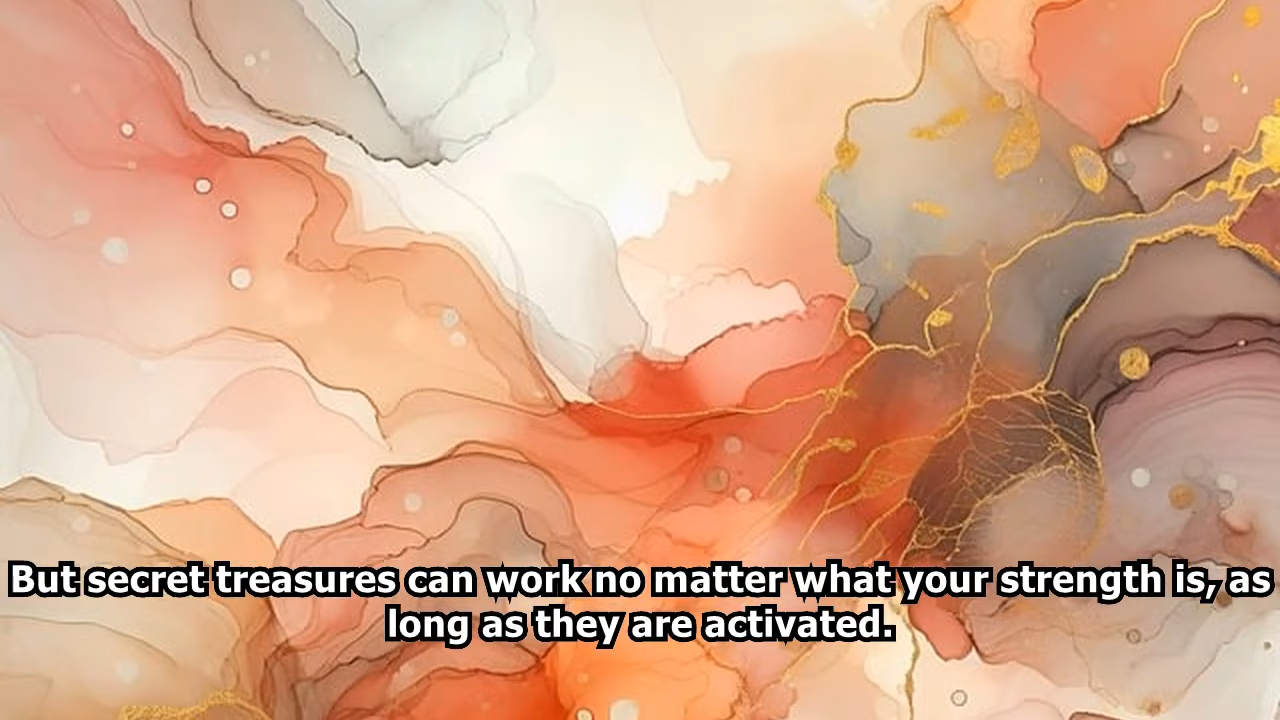 But secret treasures can work no matter what your strength is, as
long as they are activated.